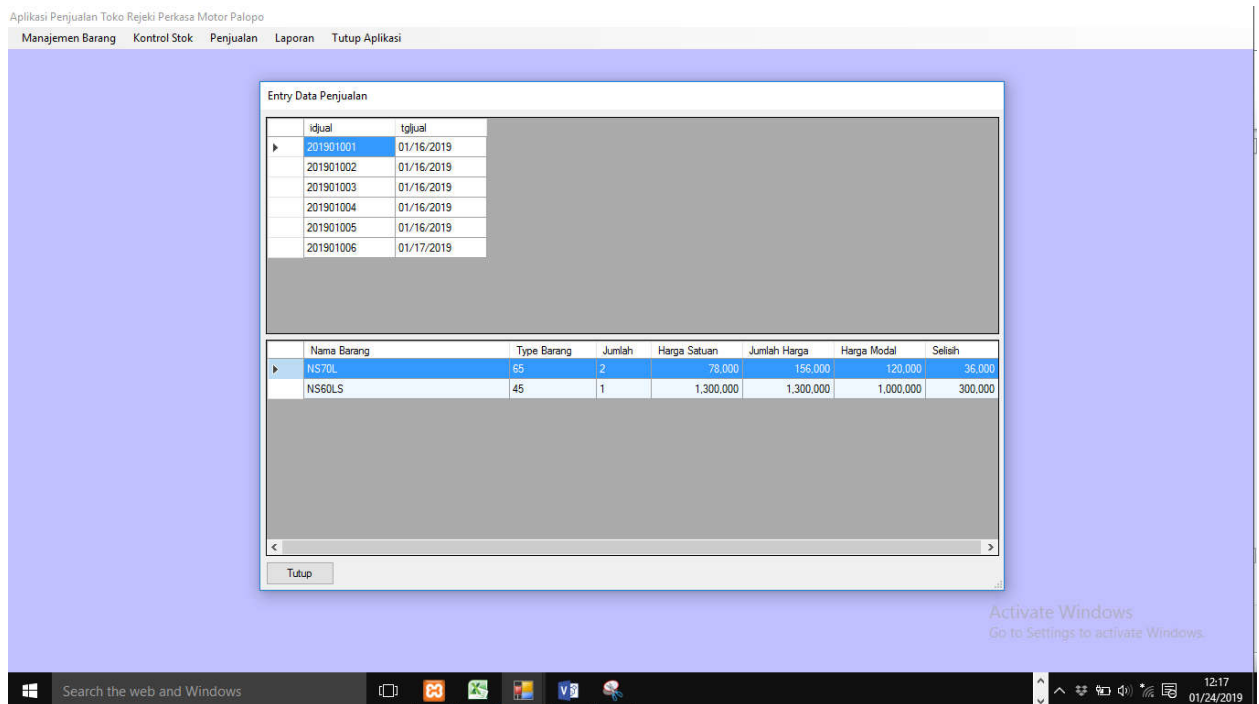 Aplikasi Penjualan Toko Rejeki Perkasa Motor Palopo
Manajemen Barang Kontrol Stok Penjualan Laporan Tutup Aplikasi
Entry Data Penjualan
idjual tgljual
201901001 01/16/2019
201901002 01/16/2019
201901003 01/16/2019
201901004 01/16/2019
201901005 01/16/2019
201901006 01/17/2019
Nama Barang Type Barang Jumlah Harga Satuan Jumlah Harga Harga Modal Selisih
NS70L 65 2 78,000 156,000 120,000 36,000
NS60LS 45 1 1,300,000 1,300,000 1,000,000 300,000
Tutup
Activate Windows
Go to Settings to activate Windows.
Search the web and Windows
12:17
01/24/2019